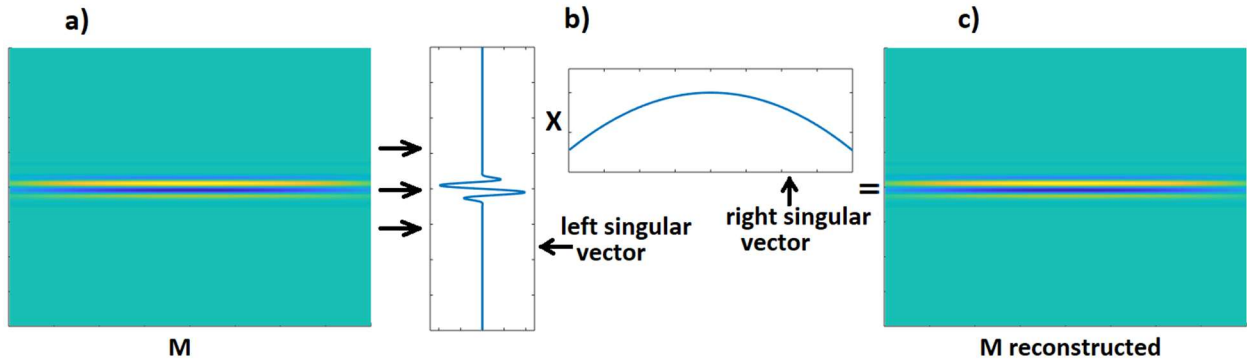 a)
b)
c)
X
=
left singular
vector
right singular
vector
M
M reconstructed